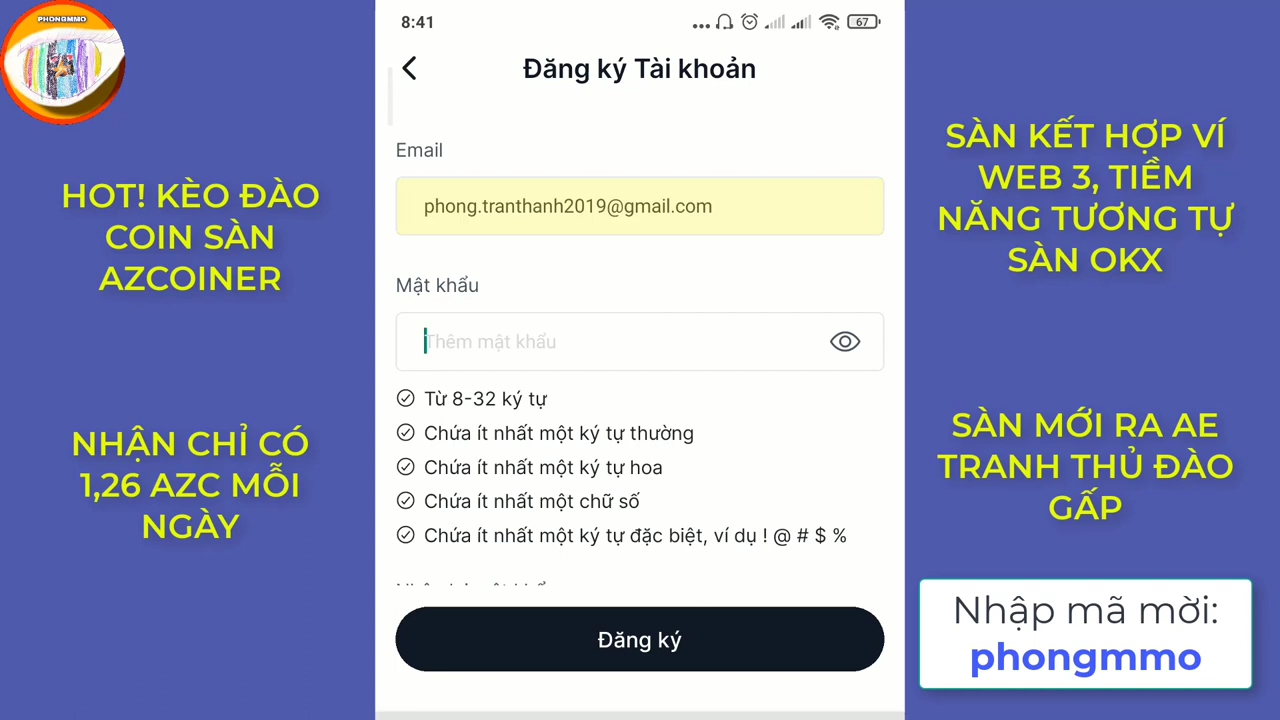 PHONGMMO
HOT! KÈO ĐÀO
COIN SÀN
AZCOINER
NHẬN CHỈ CÓ
1,26 AZC MỖI
NGÀY
8:41
67
Đăng ký Tài khoản
Email
phong.tranthanh2019@gmail.com
Mật khẩu
Thêm mật khẩu
Từ 8-32 ký tự
Chứa ít nhất một ký tự thường
Chứa ít nhất một ký tự hoa
Chứa ít nhất một chữ số
Chứa ít nhất một ký tự đặc biệt, ví dụ ! @ # $ %
Đăng ký
SÀN KẾT HỢP VÍ
WEB 3, TIỀM
NĂNG TƯƠNG TỰ
SÀN OKX
SÀN MỚI RA AE
TRANH THỦ ĐÀO
GẤP
Nhập mã mời:
phongmmo